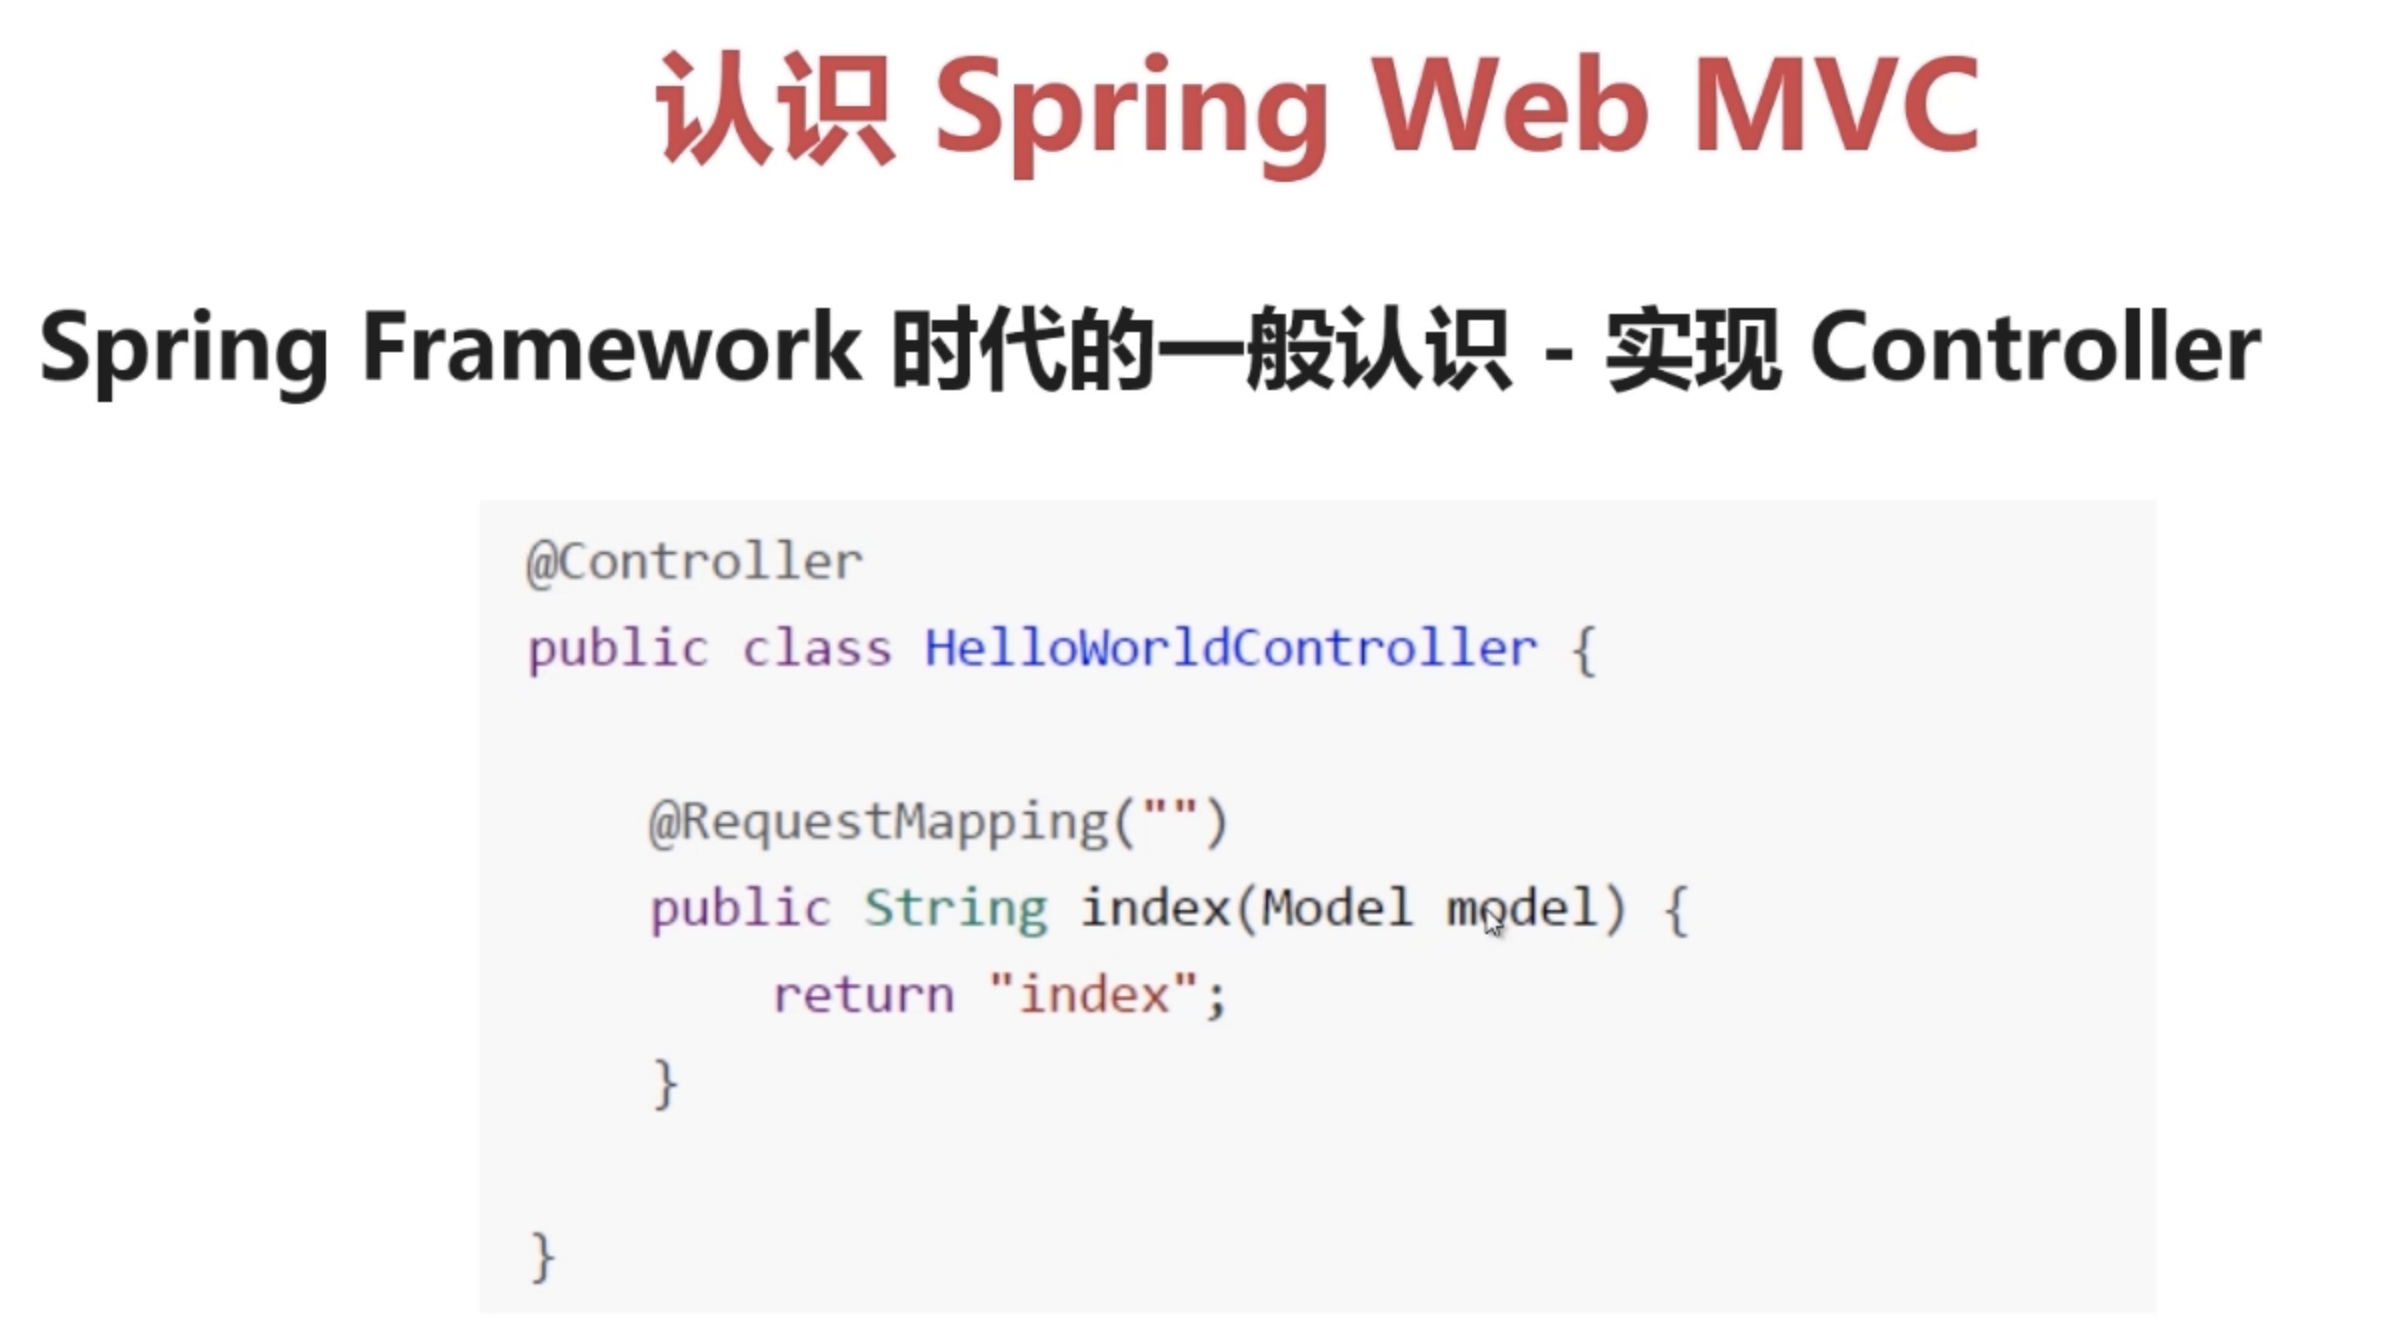 认识 Spring Web MVC
Spring Framework 时代的一般认识 - 实现 Controller
@Controller
public class HelloWorldController {
@RequestMapping("")
public String index(Model model) {
return "index";
}
}